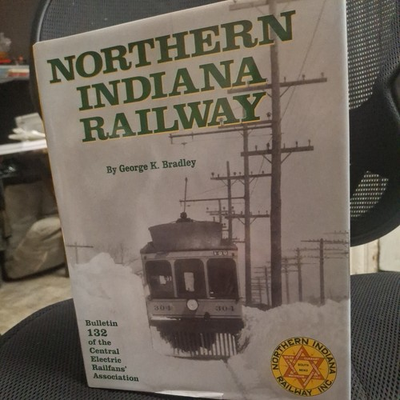 NORTHERN
INDIANA
RAILWAY
By George K. Bradley
304
304
Bulletin
132
of the
Central
Electric
Railfans'
Association
NORTHERN INDIANA
RAILWAY INC